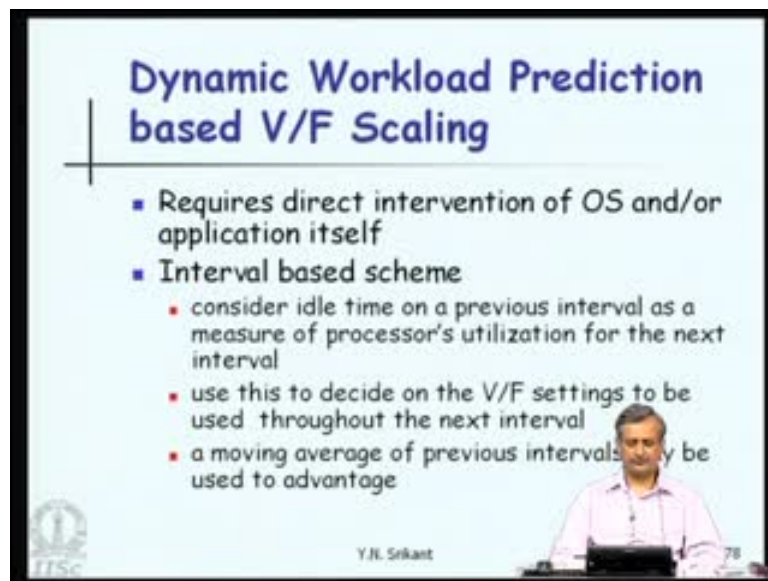 Dynamic Workload Prediction
based V/F Scaling
Requires direct intervention of OS and/or
application itself
Interval based scheme
consider idle time on a previous interval as a
measure of processor's utilization for the next
interval
use this to decide on the V/F settings to be
used throughout the next interval
a moving average of previous intervals be
used to advantage
IISc
Y.N. Srikant
78